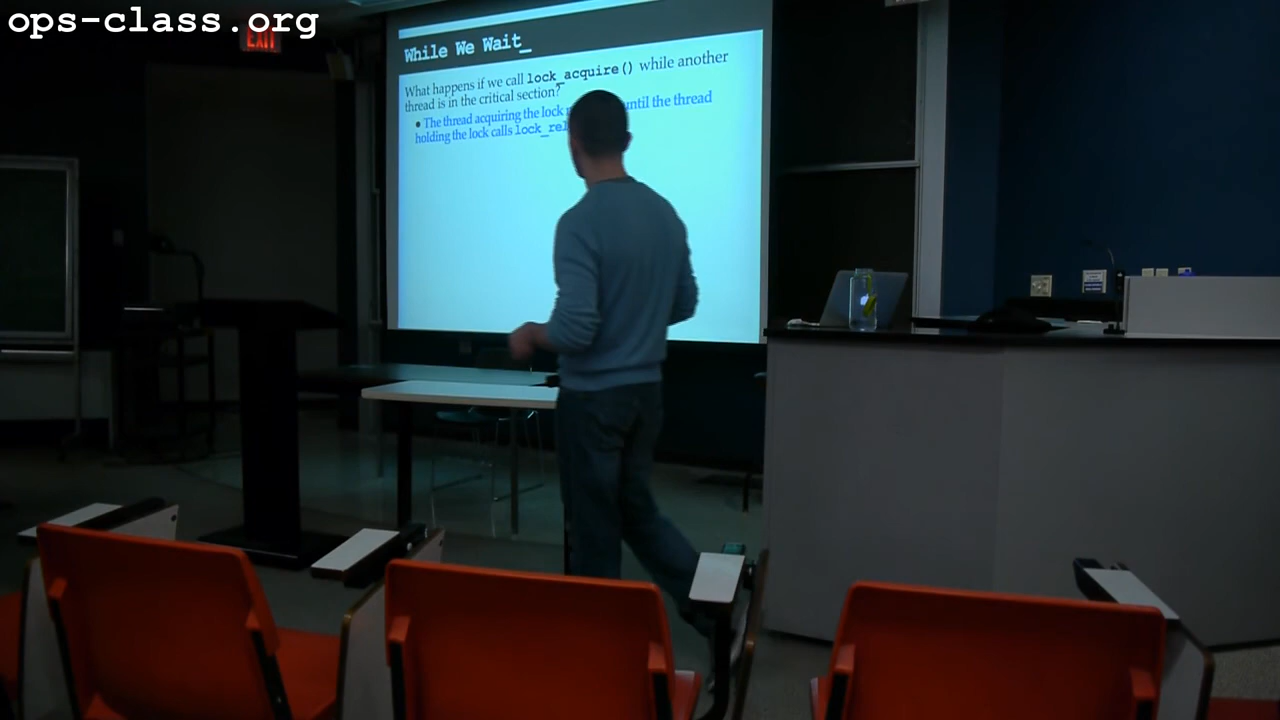 ops-class.org
EXIT
While We Wait_
What happens if we call lock_acquire() while another
thread is in the critical section?
• The thread acquiring the lock until the thread
holding the lock calls